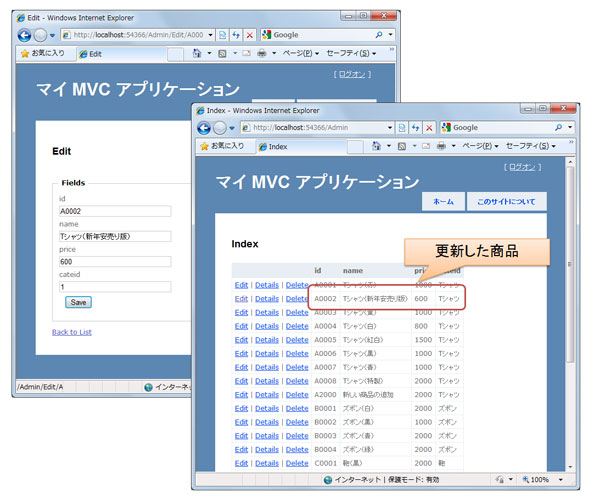 Edit - Windows Internet Explorer
http://localhost:54366/Admin/Edit/A000
Google
お気に入り
Edit
ページ(P)
セーフティ(S)
[ ログオン ]
マイ MVC アプリケーション
Edit
Fields
id
A0002
name
Tシャツ(新年安売り版)
price
600
cateid
1
Save
Back to List
/Admin/Edit/A
インターネッ
Index - Windows Internet Explorer
http://localhost:54366/Admin
Google
お気に入り
Index
ページ(P)
セーフティ(S)
[ ログオン ]
マイ MVC アプリケーション
ホーム
このサイトについて
Index
更新した商品
id name
Edit | Details | Delete A0001 Tシャツ(赤) 1000 Tシャツ
Edit | Details | Delete A0002 Tシャツ(新年安売り版) 600 Tシャツ
Edit | Details | Delete A0003 Tシャツ(黄) 1000 Tシャツ
Edit | Details | Delete A0004 Tシャツ(白) 800 Tシャツ
Edit | Details | Delete A0005 Tシャツ(紅白) 1500 Tシャツ
Edit | Details | Delete A0006 Tシャツ(黒) 1000 Tシャツ
Edit | Details | Delete A0007 Tシャツ(青) 1000 Tシャツ
Edit | Details | Delete A0008 Tシャツ(特製) 2000 Tシャツ
Edit | Details | Delete A2000 新しい商品の追加 2000 Tシャツ
Edit | Details | Delete B0001 ズボン(白) 2000 ズボン
Edit | Details | Delete B0002 ズボン(黒) 1000 ズボン
Edit | Details | Delete B0003 ズボン(青) 2000 ズボン
Edit | Details | Delete B0004 ズボン(緑) 2000 ズボン
Edit | Details | Delete C0001 靴(黒) 2000 靴
インターネット | 保護モード: 有効
100%